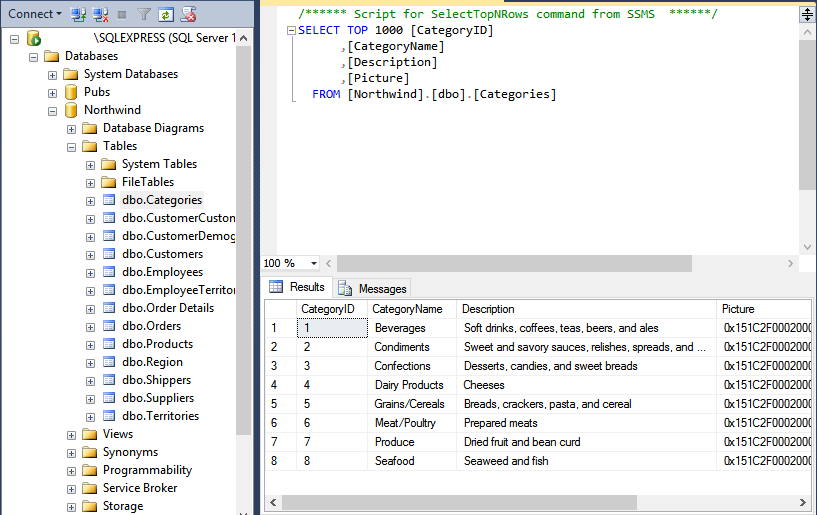 Connect
\SQLEXPRESS (SQL Server 1
Databases
System Databases
Pubs
Northwind
Database Diagrams
Tables
System Tables
FileTables
dbo.Categories
dbo.CustomerCuston
dbo.CustomerDemog
dbo.Customers
dbo.Employees
dbo.EmployeeTerritor
dbo.Order Details
dbo.Orders
dbo.Products
dbo.Region
dbo.Shippers
dbo.Suppliers
dbo.Territories
Views
Synonyms
Programmability
Service Broker
Storage
/****** Script for SelectTopNRows command from SSMS  ******/
SELECT TOP 1000 [CategoryID]
,[CategoryName]
,[Description]
,[Picture]
FROM [Northwind].[dbo].[Categories]
100 %
Results Messages
CategoryID CategoryName Description Picture
1 1 Beverages Soft drinks, coffees, teas, beers, and ales 0x151C2F0002000
2 2 Condiments Sweet and savory sauces, relishes, spreads, and ... 0x151C2F0002000
3 3 Confections Desserts, candies, and sweet breads 0x151C2F0002000
4 4 Dairy Products Cheeses 0x151C2F0002000
5 5 Grains/Cereals Breads, crackers, pasta, and cereal 0x151C2F0002000
6 6 Meat/Poultry Prepared meats 0x151C2F0002000
7 7 Produce Dried fruit and bean curd 0x151C2F0002000
8 8 Seafood Seaweed and fish 0x151C2F0002000